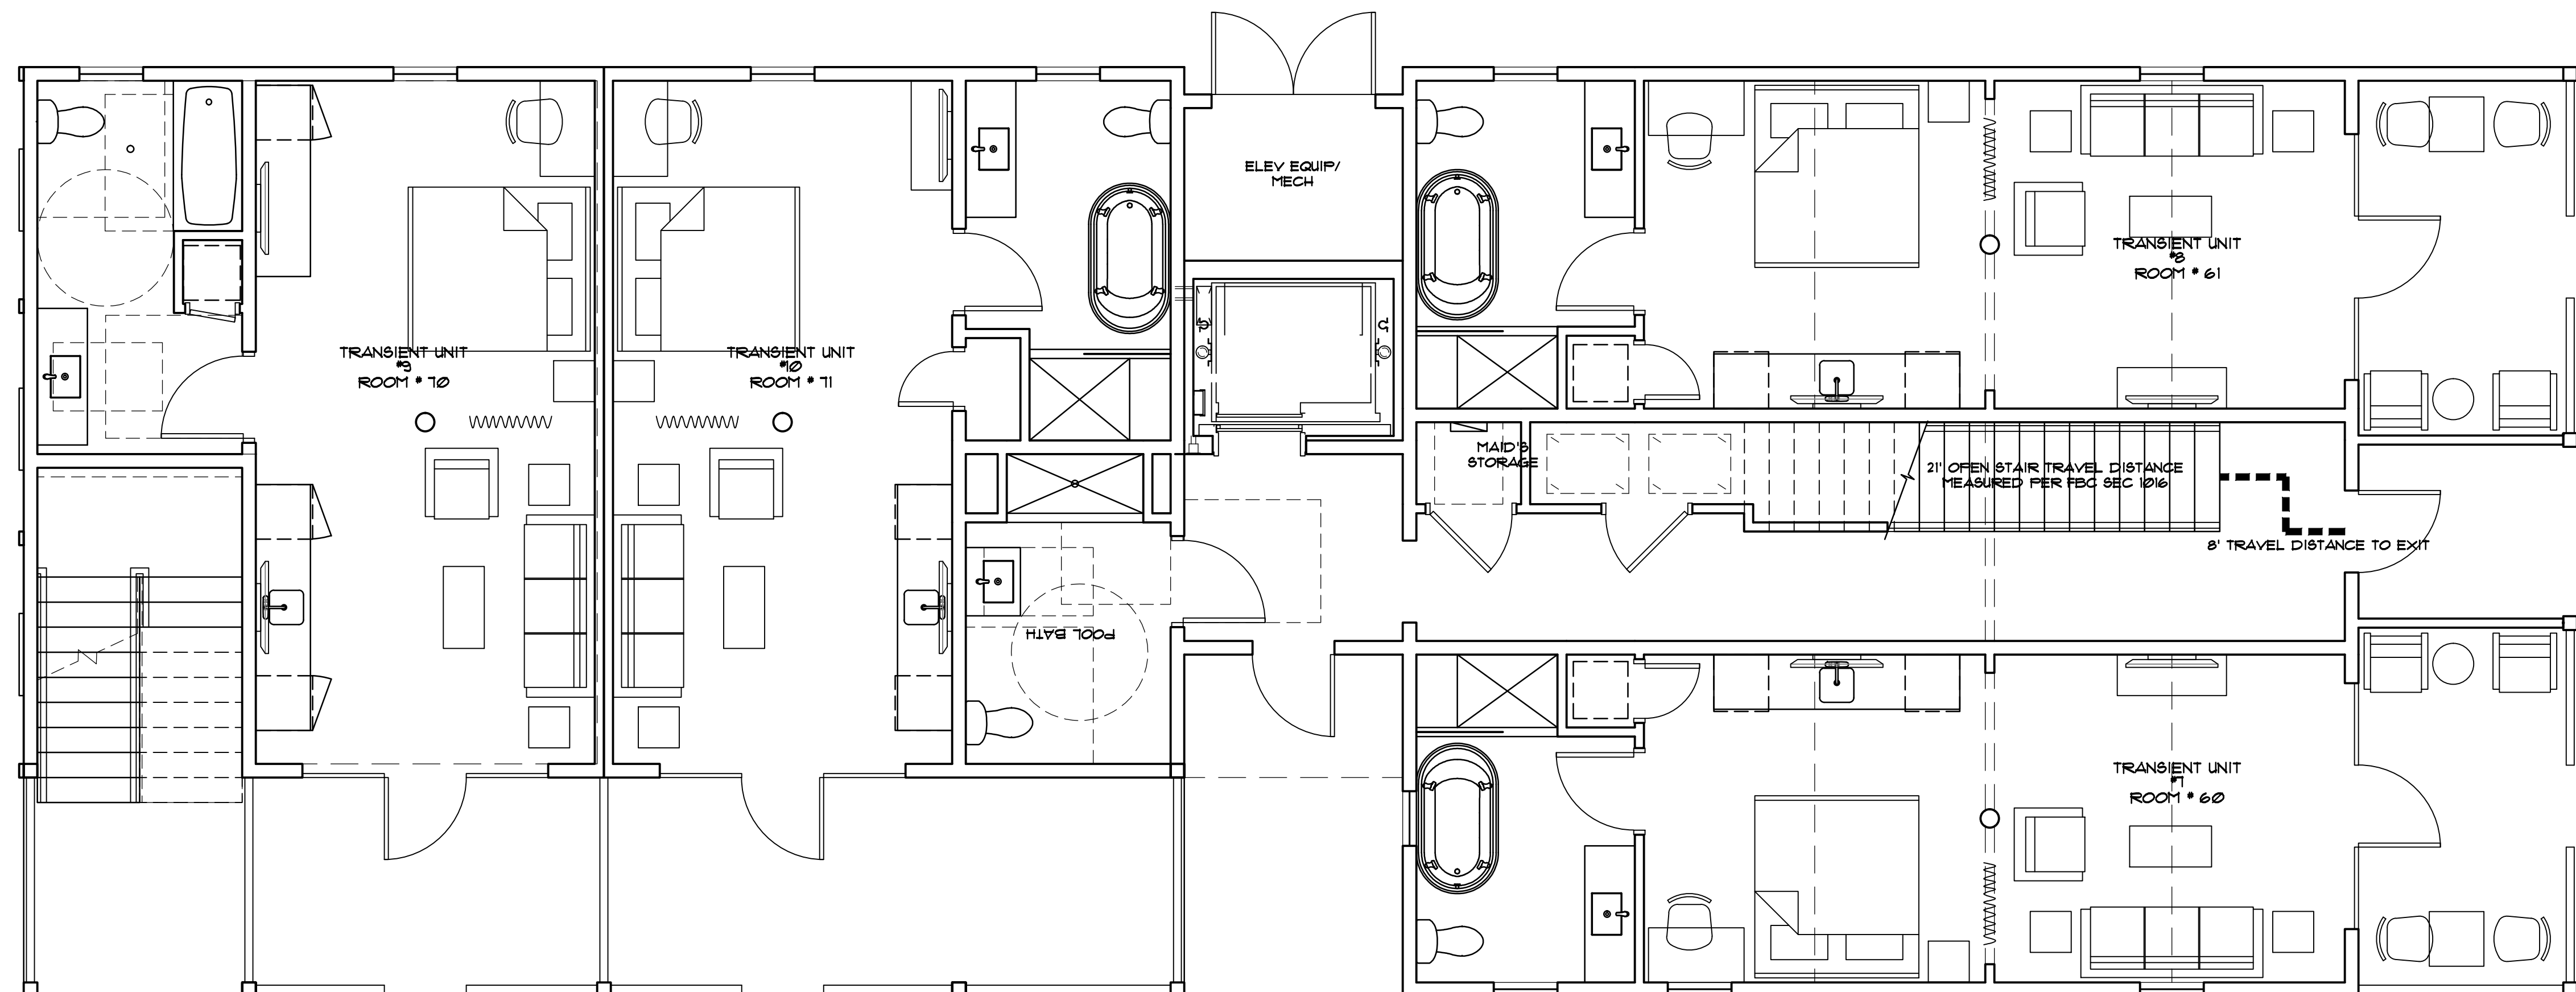 ELEV EQUIP/
MECH
TRANSIENT UNIT
#8
ROOM # 61
TRANSIENT UNIT
#9
ROOM # 70
TRANSIENT UNIT
#10
ROOM # 71
MAID'S
STORAGE
21' OPEN STAIR TRAVEL DISTANCE
MEASURED PER FBC SEC 1016
8' TRAVEL DISTANCE TO EXIT
POOL BATH
TRANSIENT UNIT
#7
ROOM # 60